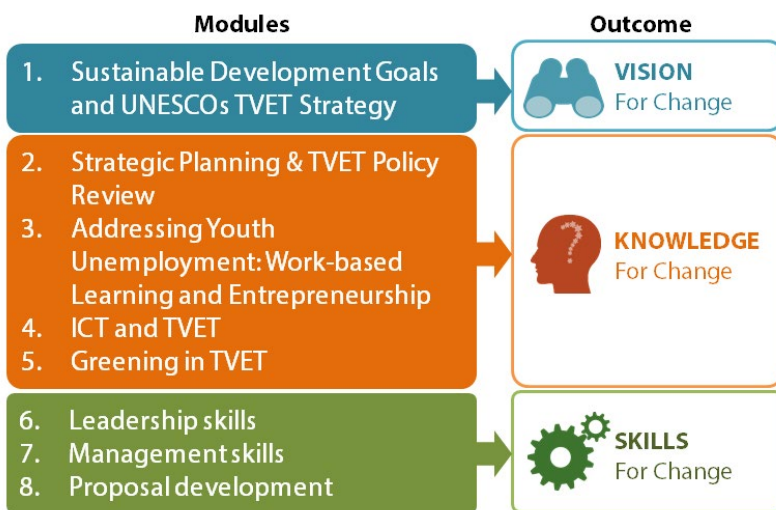 Modules
Outcome
1. Sustainable Development Goals
and UNESCOs TVET Strategy
VISION
For Change
2. Strategic Planning & TVET Policy
Review
3. Addressing Youth
Unemployment: Work-based
Learning and Entrepreneurship
4. ICT and TVET
5. Greening in TVET
KNOWLEDGE
For Change
6. Leadership skills
7. Management skills
8. Proposal development
SKILLS
For Change